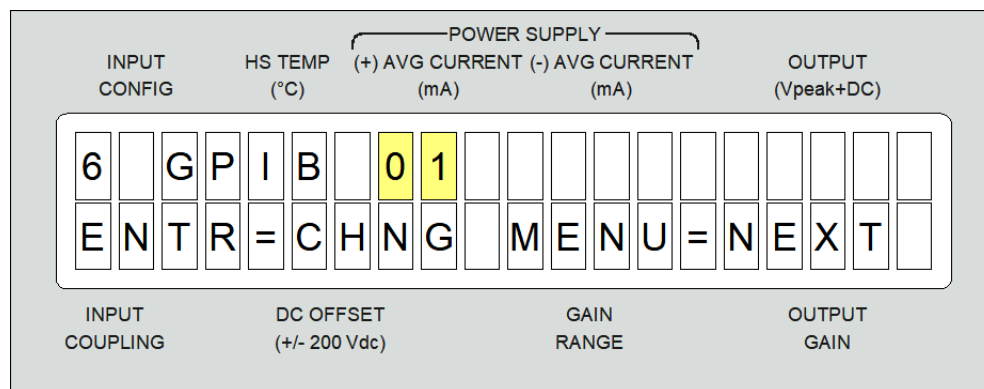 POWER SUPPLY
INPUT HS TEMP (+) AVG CURRENT (-) AVG CURRENT OUTPUT
CONFIG (°C) (mA) (mA) (Vpeak+DC)
6 GPIB 01
ENTR=CHNG MENU=NEXT
INPUT DC OFFSET GAIN OUTPUT
COUPLING (+/- 200 Vdc) RANGE GAIN